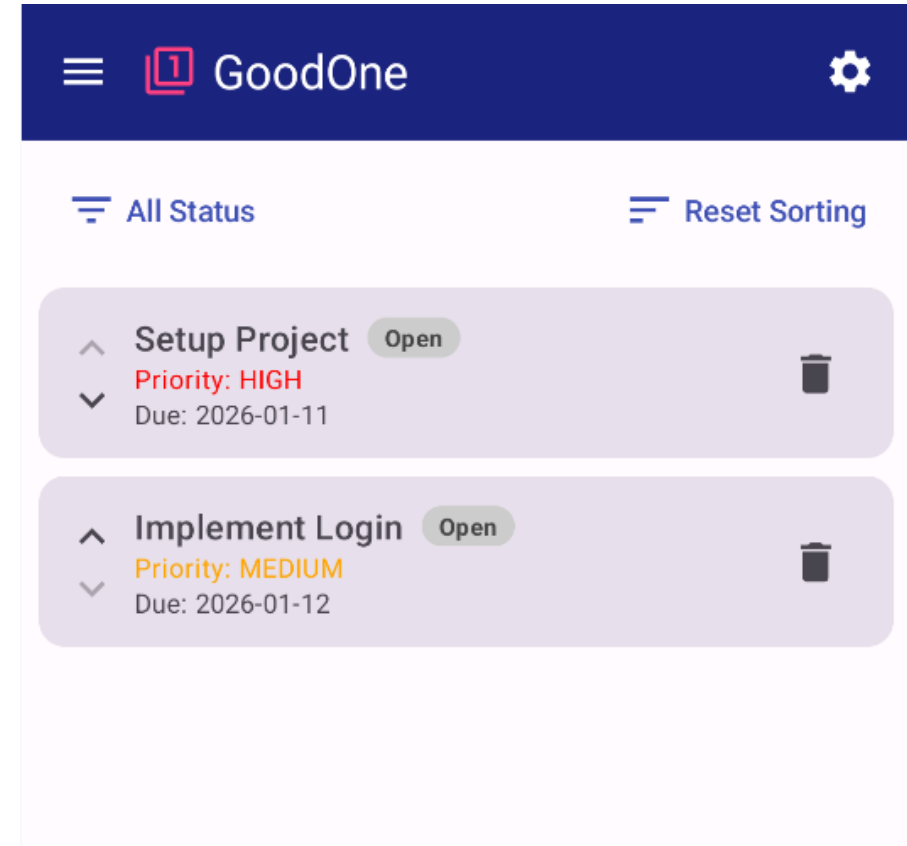 1 GoodOne
All Status
Reset Sorting
Setup Project Open
Priority: HIGH
Due: 2026-01-11
Implement Login Open
Priority: MEDIUM
Due: 2026-01-12